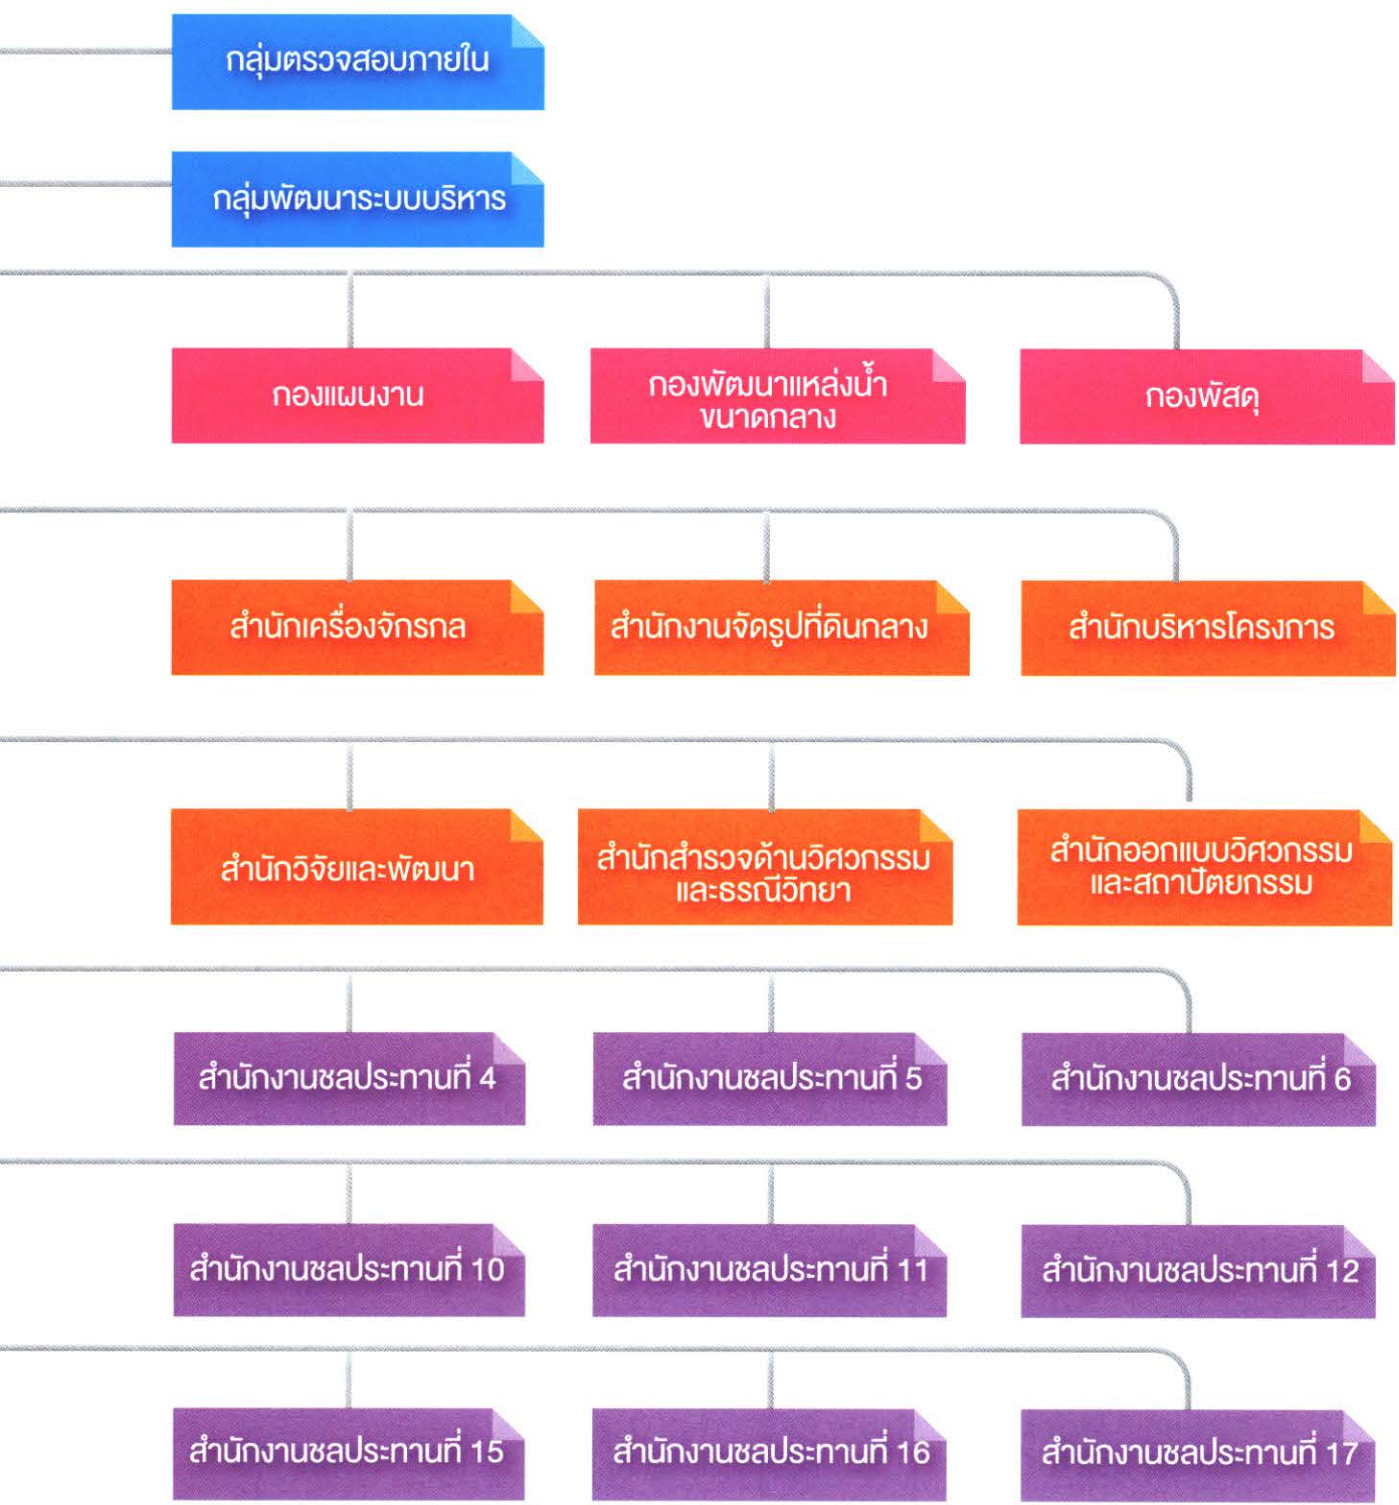 กลุ่มตรวจสอบภายใน
กลุ่มพัฒนาระบบบริหาร
กองแผนงาน
กองพัฒนาแหล่งน้ำ
ขนาดกลาง
กองพัสดุ
สำนักเครื่องจักรกล
สำนักงานจัดรูปที่ดินกลาง
สำนักบริหารโครงการ
สำนักวิจัยและพัฒนา
สำนักสำรวจด้านวิศวกรรม
และธรณีวิทยา
สำนักออกแบบวิศวกรรม
และสถาปัตยกรรม
สำนักงานชลประทานที่ 4
สำนักงานชลประทานที่ 5
สำนักงานชลประทานที่ 6
สำนักงานชลประทานที่ 10
สำนักงานชลประทานที่ 11
สำนักงานชลประทานที่ 12
สำนักงานชลประทานที่ 15
สำนักงานชลประทานที่ 16
สำนักงานชลประทานที่ 17